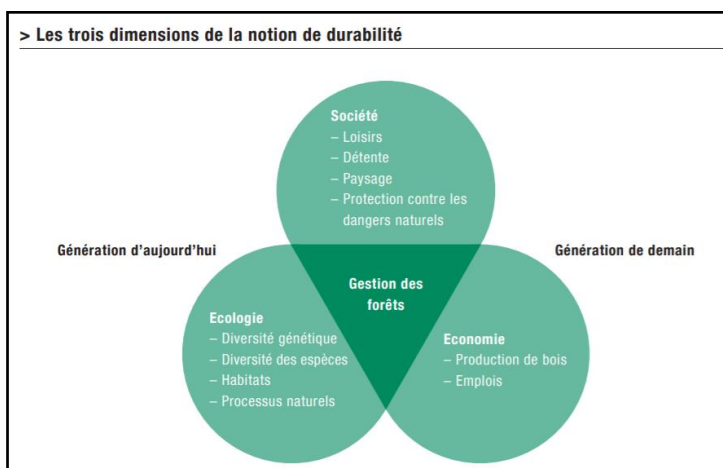 > Les trois dimensions de la notion de durabilité
Société
– Loisirs
– Détente
– Paysage
– Protection contre les
dangers naturels
Génération d'aujourd'hui
Génération de demain
Gestion des
forêts
Ecologie
– Diversité génétique
– Diversité des espèces
– Habitats
– Processus naturels
Economie
– Production de bois
– Emplois